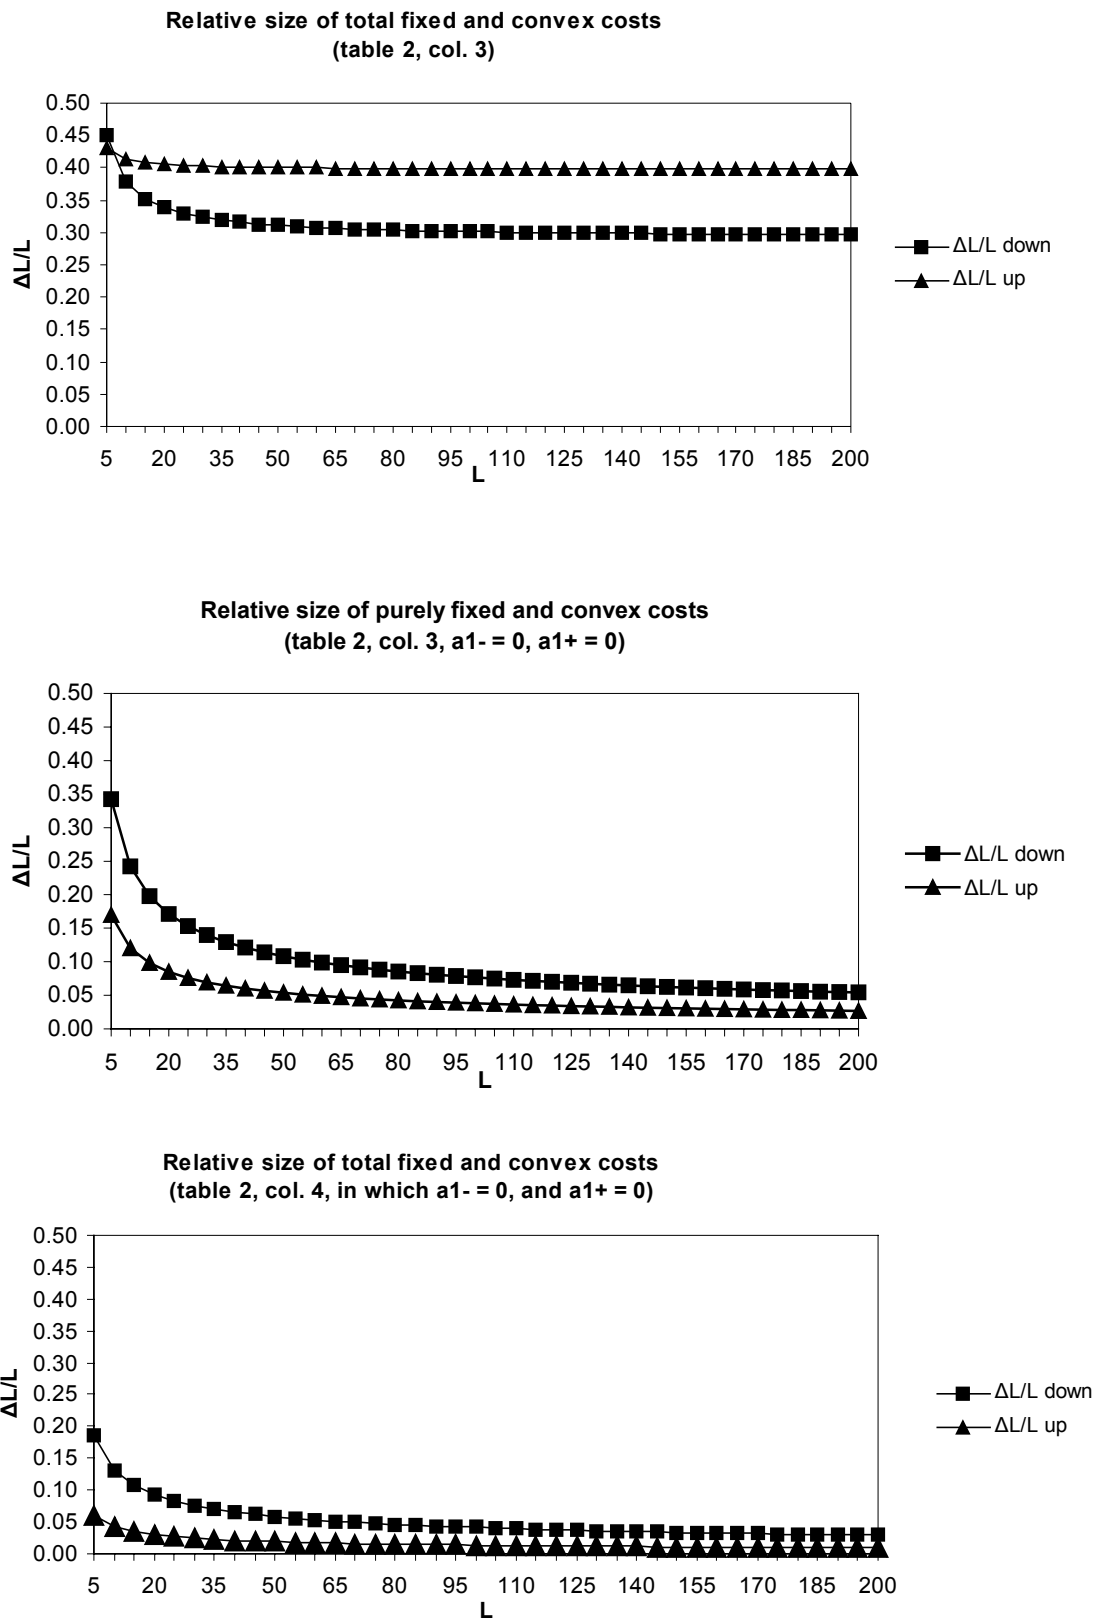 Relative size of total fixed and convex costs
(table 2, col. 3)
0.50
0.45
0.40
0.35
0.30
0.25
0.20
0.15
0.10
0.05
0.00
ΔL/L
5 20 35 50 65 80 95 110 125 140 155 170 185 200
L
ΔL/L down
ΔL/L up
Relative size of purely fixed and convex costs
(table 2, col. 3, a1- = 0, a1+ = 0)
0.50
0.45
0.40
0.35
0.30
0.25
0.20
0.15
0.10
0.05
0.00
ΔL/L
5 20 35 50 65 80 95 110 125 140 155 170 185 200
L
ΔL/L down
ΔL/L up
Relative size of total fixed and convex costs
(table 2, col. 4, in which a1- = 0, and a1+ = 0)
0.50
0.45
0.40
0.35
0.30
0.25
0.20
0.15
0.10
0.05
0.00
ΔL/L
5 20 35 50 65 80 95 110 125 140 155 170 185 200
L
ΔL/L down
ΔL/L up